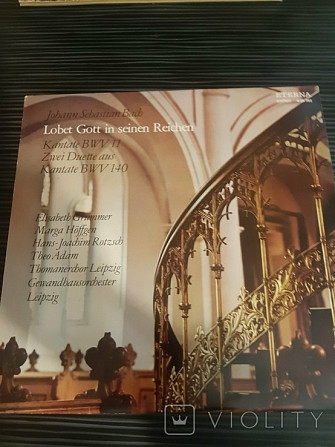 ETERNA
Johann Sebastian Bach
Lobet Gott in seinen Reichen
Kantate BWV 11
Zwei Duette aus
Kantate BWV 140
Elisabeth Grümmer
Marga Höffgen
Hans-Joachim Rotzsch
Theo Adam
Thomanerchor Leipzig
Gewandhausorchester
Leipzig
VIOLITY